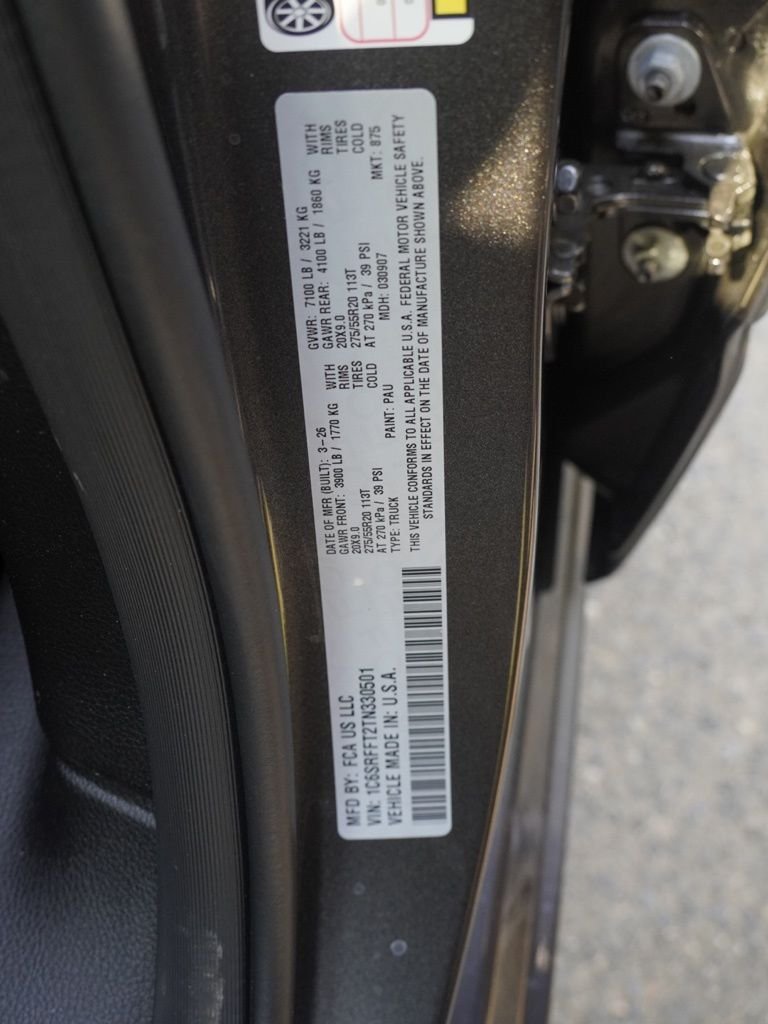 MFD BY: FCA US LLC
VIN: 1C6SRFFT2TN330501
VEHICLE MADE IN: U.S.A.
DATE OF MFR (BUILT): 3-26 GVWR: 7100 LB / 3221 KG
GAWR FRONT: 3900 LB / 1770 KG WITH GAWR REAR: 4100 LB / 1860 KG WITH
20X9.0 RIMS 20X9.0 RIMS
275/55R20 113T TIRES 275/55R20 113T TIRES
AT 270 kPa / 39 PSI COLD AT 270 kPa / 39 PSI COLD
TYPE: TRUCK PAINT: PAU MDH: 030907 MKT: 875
THIS VEHICLE CONFORMS TO ALL APPLICABLE U.S.A. FEDERAL MOTOR VEHICLE SAFETY
STANDARDS IN EFFECT ON THE DATE OF MANUFACTURE SHOWN ABOVE.